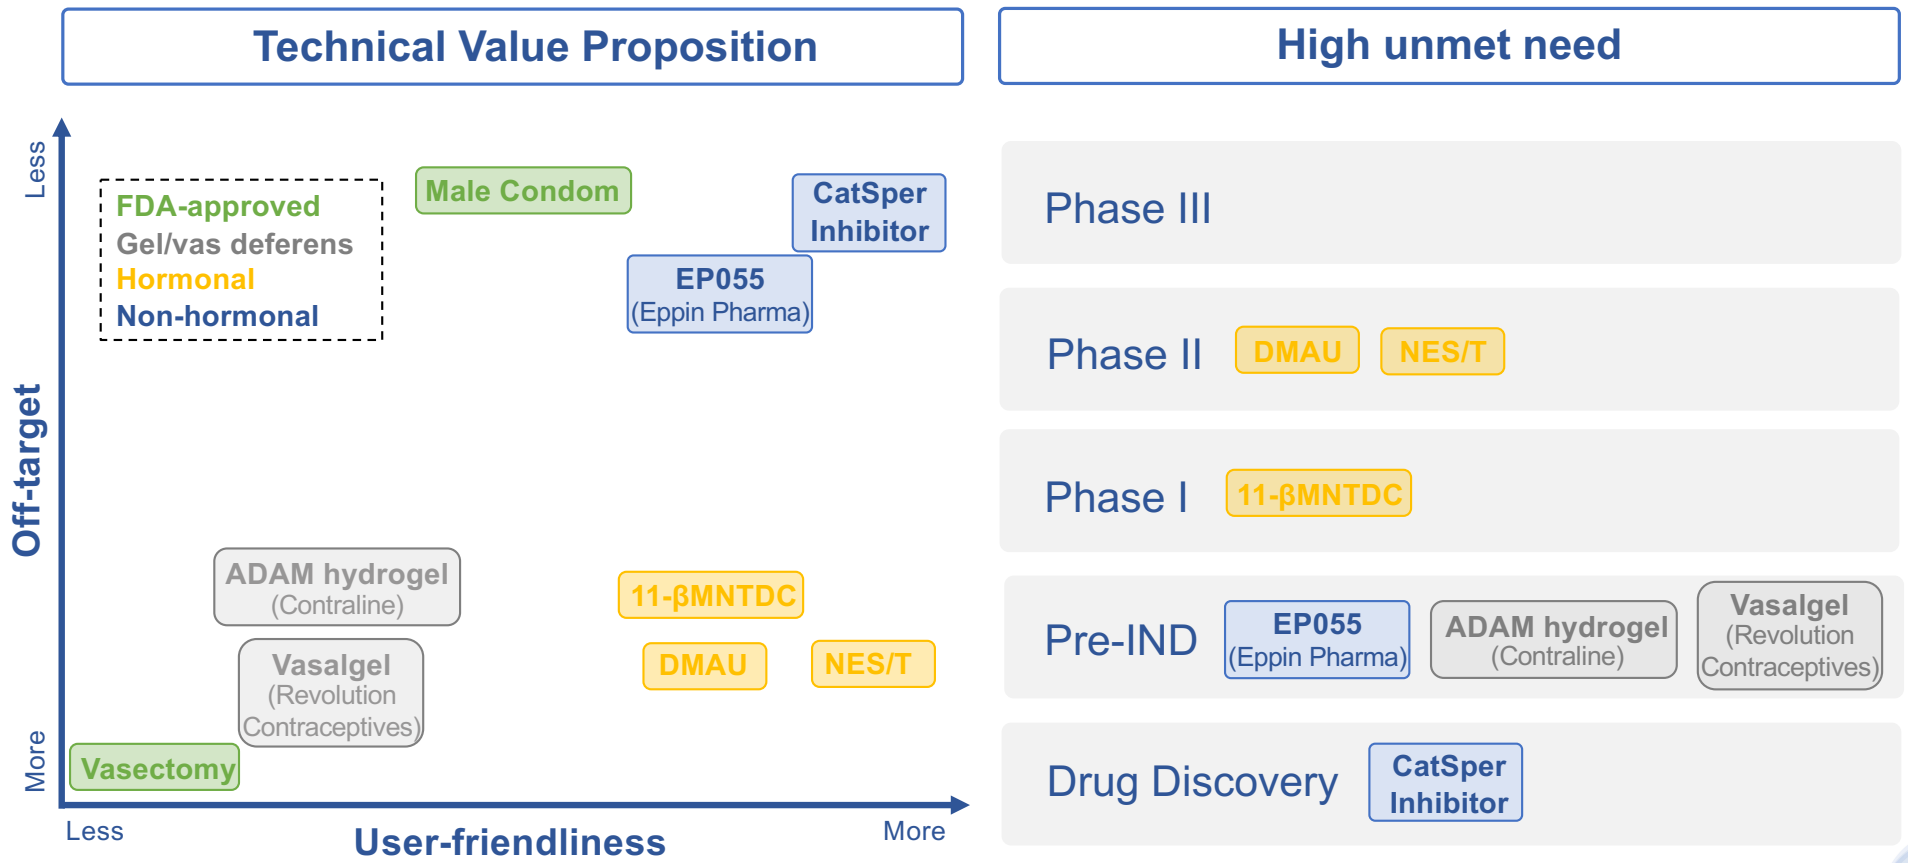 Technical Value Proposition
High unmet need
Less
FDA-approved
Gel/vas deferens
Hormonal
Non-hormonal
Male Condom
CatSper
Inhibitor
EP055
(Eppin Pharma)
Off-target
ADAM hydrogel
(Contraline)
11-βMNTDC
Vasalgel
(Revolution
Contraceptives)
DMAU
NES/T
More
Vasectomy
Less
User-friendliness
More
Phase III
Phase II
DMAU
NES/T
Phase I
11-βMNTDC
Pre-IND
EP055
(Eppin Pharma)
ADAM hydrogel
(Contraline)
Vasalgel
(Revolution
Contraceptives)
Drug Discovery
CatSper
Inhibitor